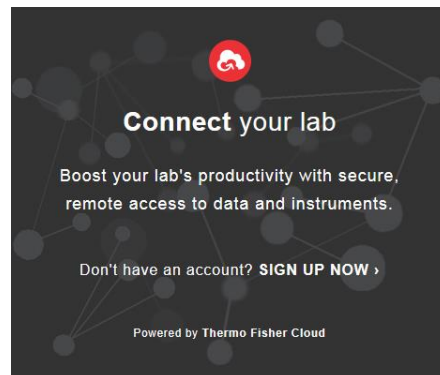 Connect your lab
Boost your lab's productivity with secure,
remote access to data and instruments.
Don't have an account? SIGN UP NOW ›
Powered by Thermo Fisher Cloud